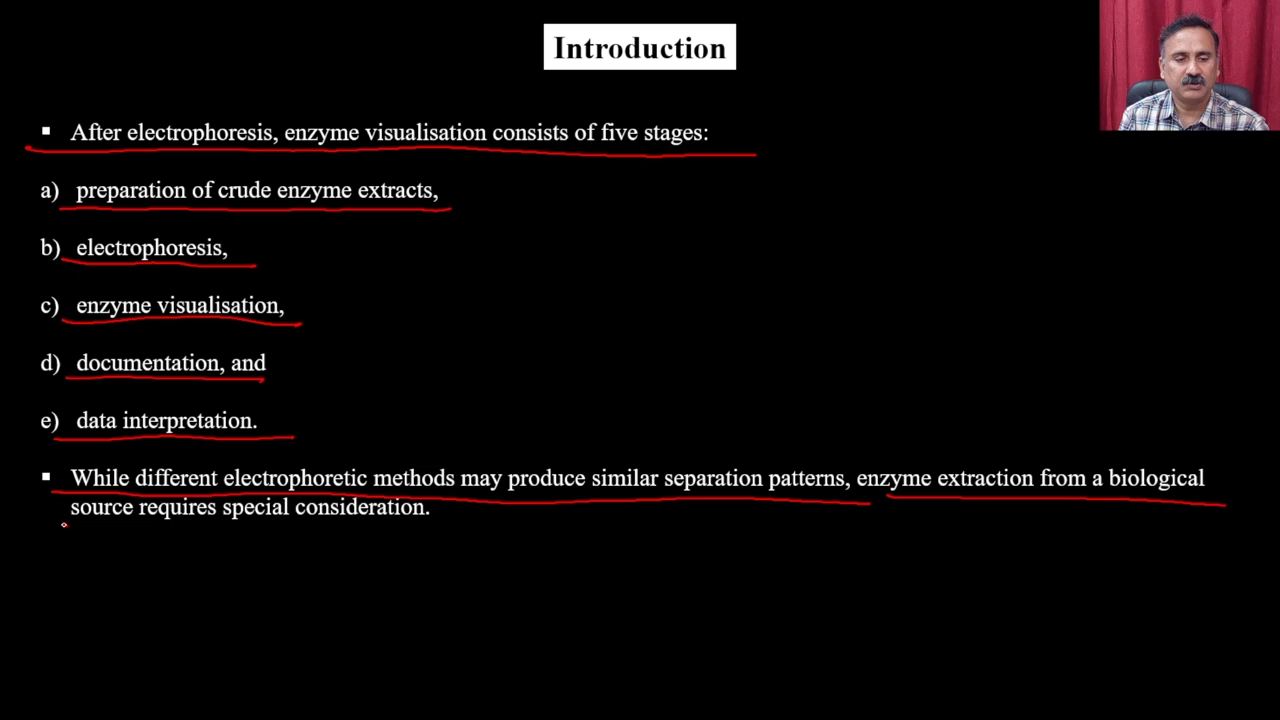 Introduction
▪ After electrophoresis, enzyme visualisation consists of five stages:
a) preparation of crude enzyme extracts,
b) electrophoresis,
c) enzyme visualisation,
d) documentation, and
e) data interpretation.
▪ While different electrophoretic methods may produce similar separation patterns, enzyme extraction from a biological
source requires special consideration.